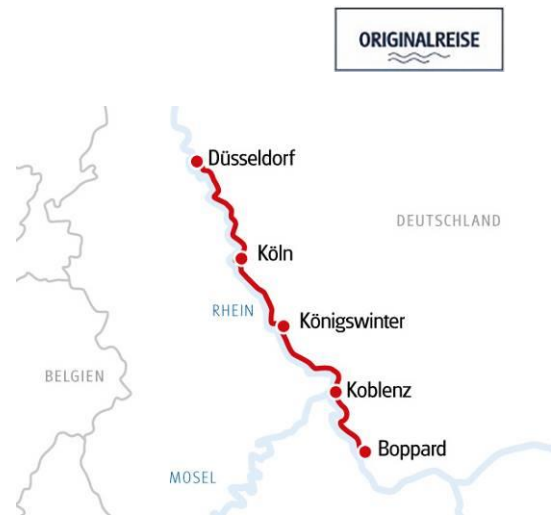 ORIGINALREISE
Düsseldorf
DEUTSCHLAND
Köln
RHEIN
Königswinter
BELGIEN
Koblenz
Boppard
MOSEL